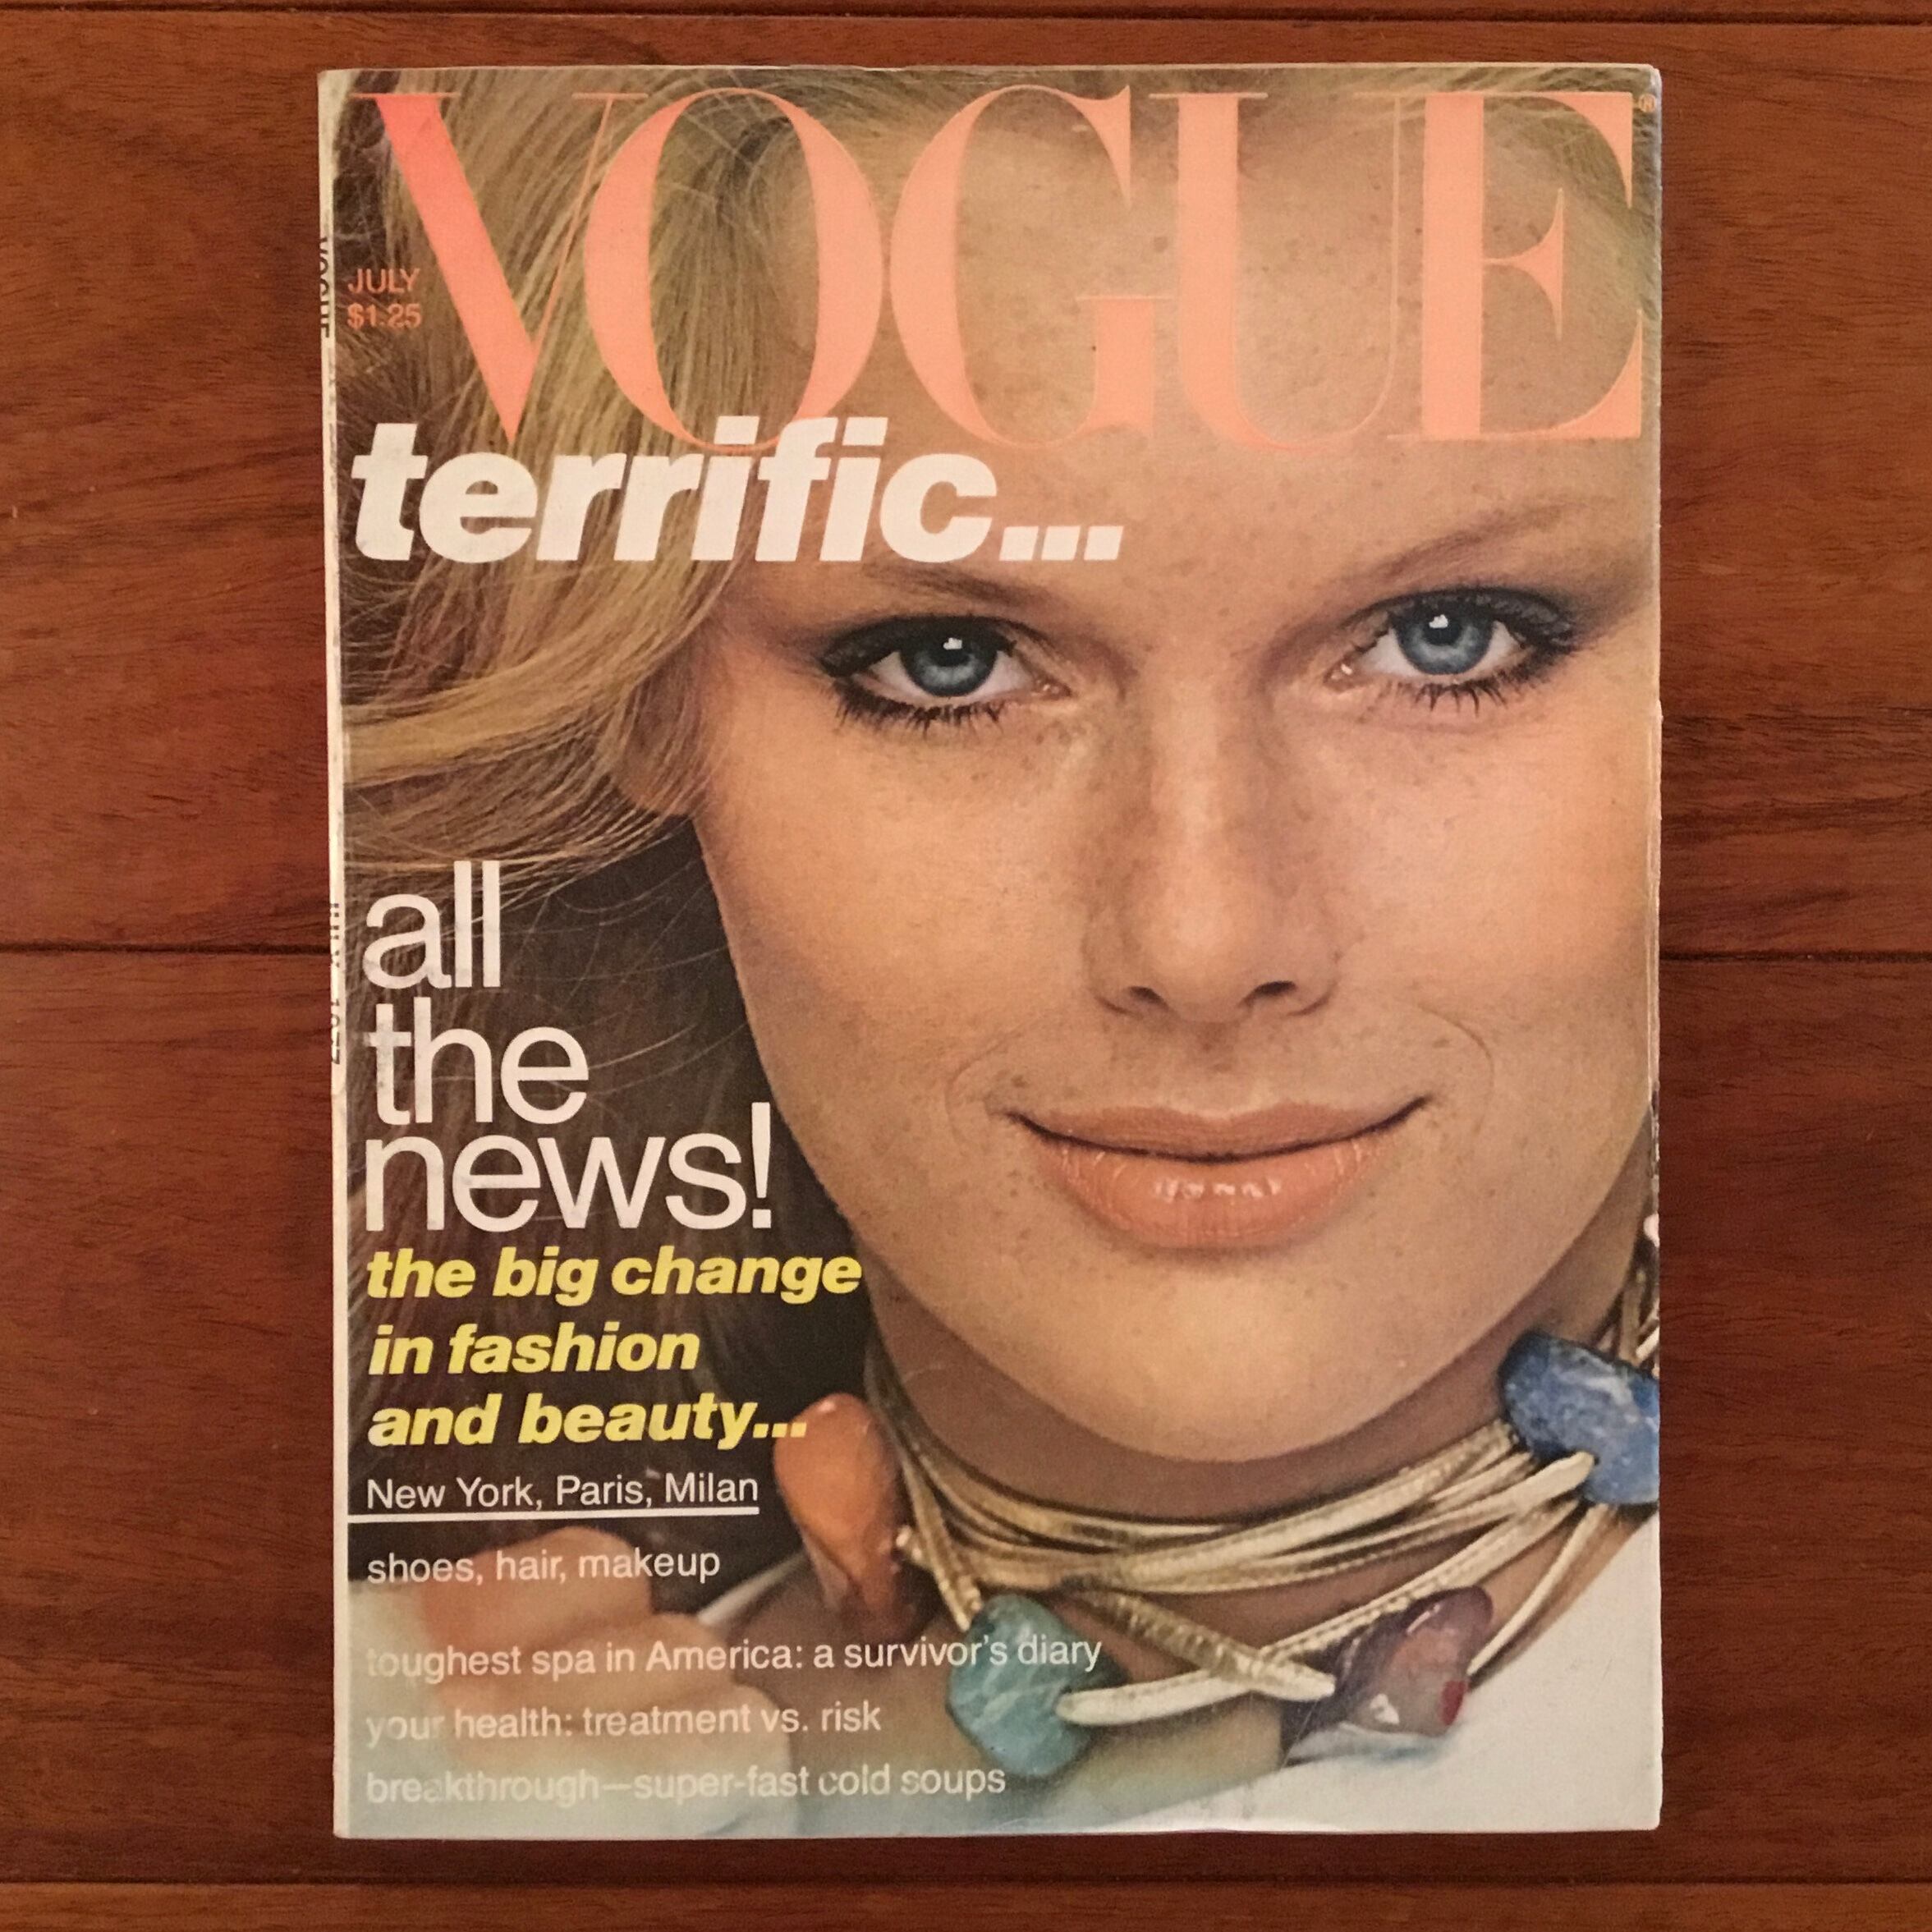 VOGUE
JULY
$1.25
terrific...
all
the
news!
the big change
in fashion
and beauty...
New York, Paris, Milan
shoes, hair, makeup
toughest spa in America: a survivor's diary
your health: treatment vs. risk
breakthrough—super-fast cold soups
VOGUE